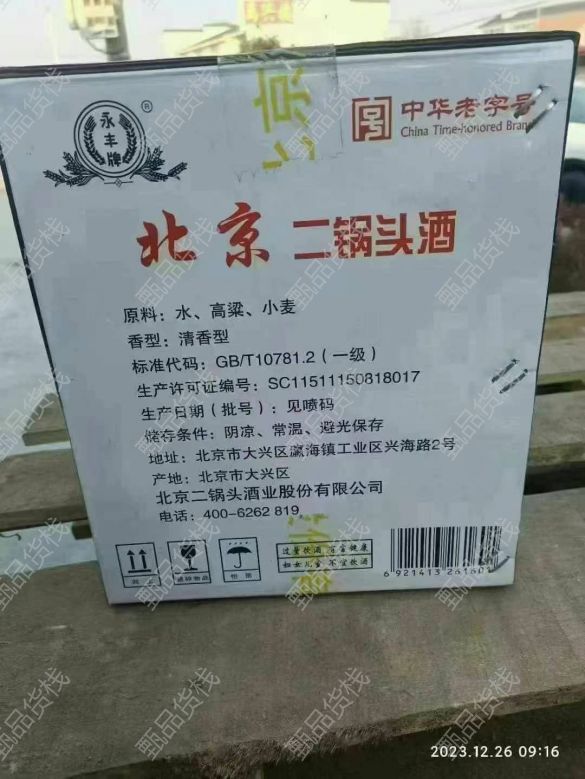 永丰牌
®
北京
中华老字号
China Time-honored Brand
北京 二锅头酒
原料：水、高粱、小麦
香型：清香型
标准代码：GB/T10781.2（一级）
生产许可证编号：SC11511150818017
生产日期（批号）：见喷码
储存条件：阴凉、常温、避光保存
地址：北京市大兴区瀛海镇工业区兴海路2号
产地：北京市大兴区
北京二锅头酒业股份有限公司
电话：400-6262 819
过量饮酒 有害健康
妇女儿童 不宜饮酒
2023.12.26 09:16
甄品货栈